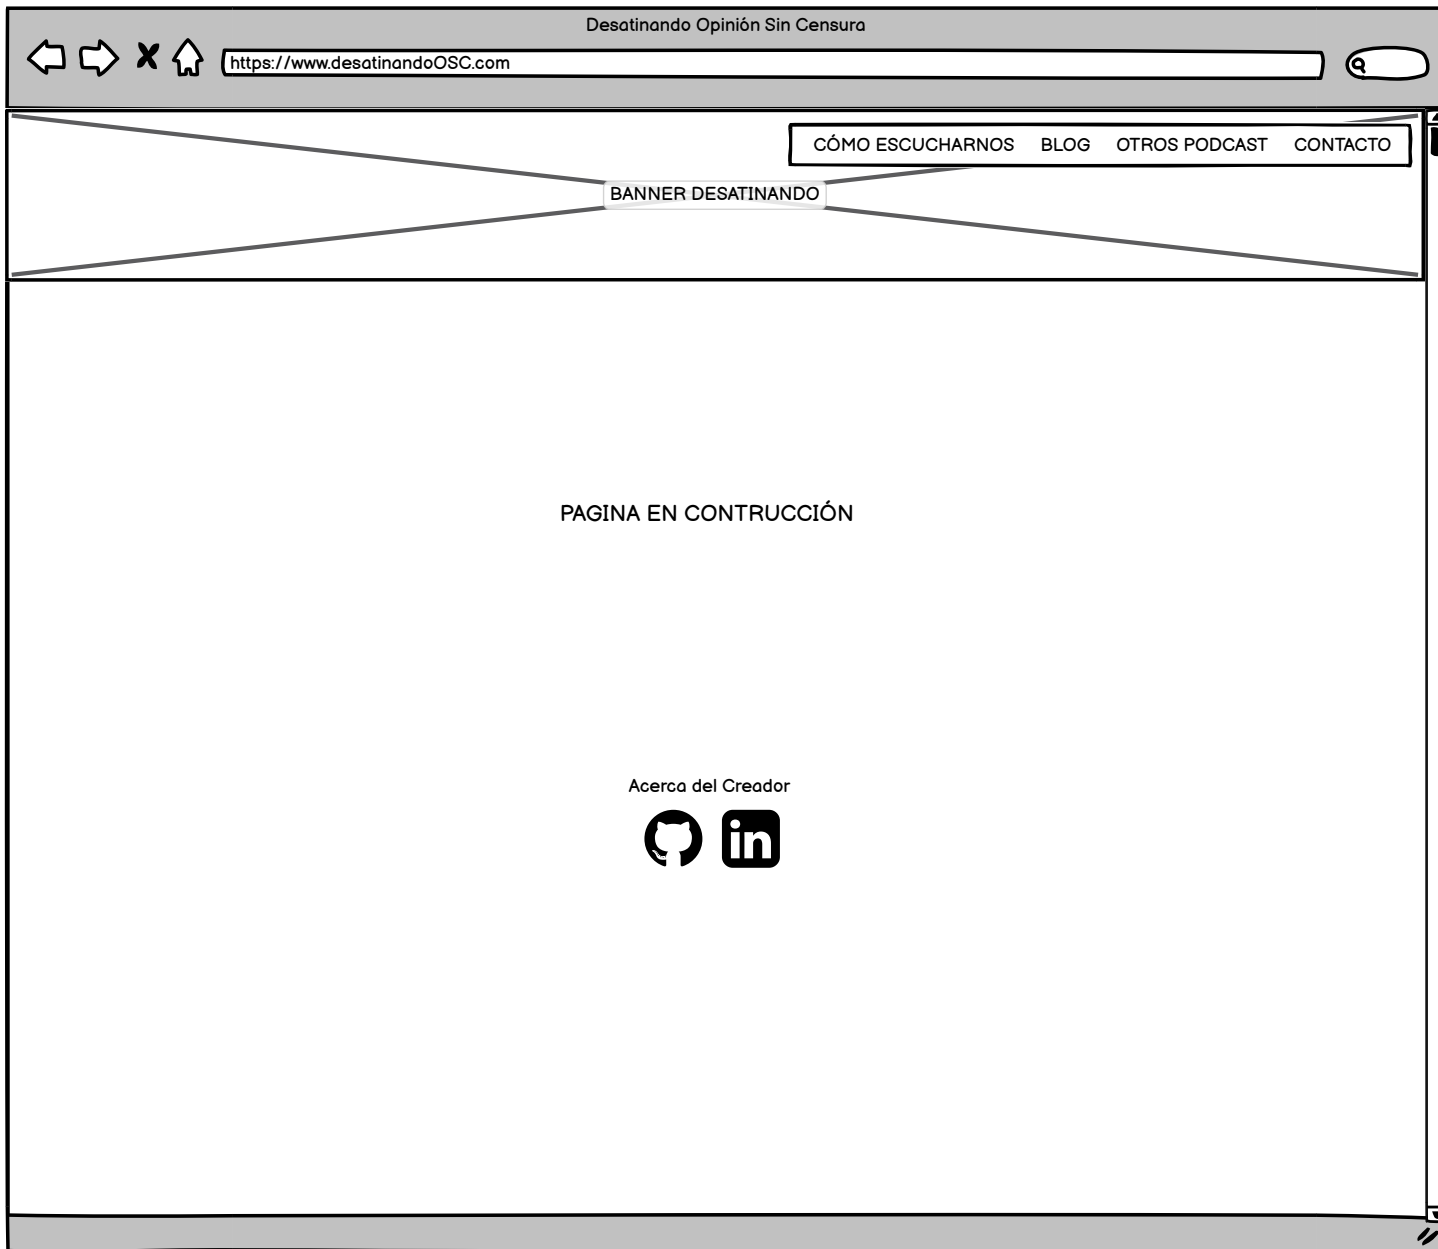 Desatinando Opinión Sin Censura
https://www.desatinandoOSC.com
CÓMO ESCUCHARNOS BLOG OTROS PODCAST CONTACTO
BANNER DESATINANDO
PAGINA EN CONTRUCCIÓN
Acerca del Creador
in